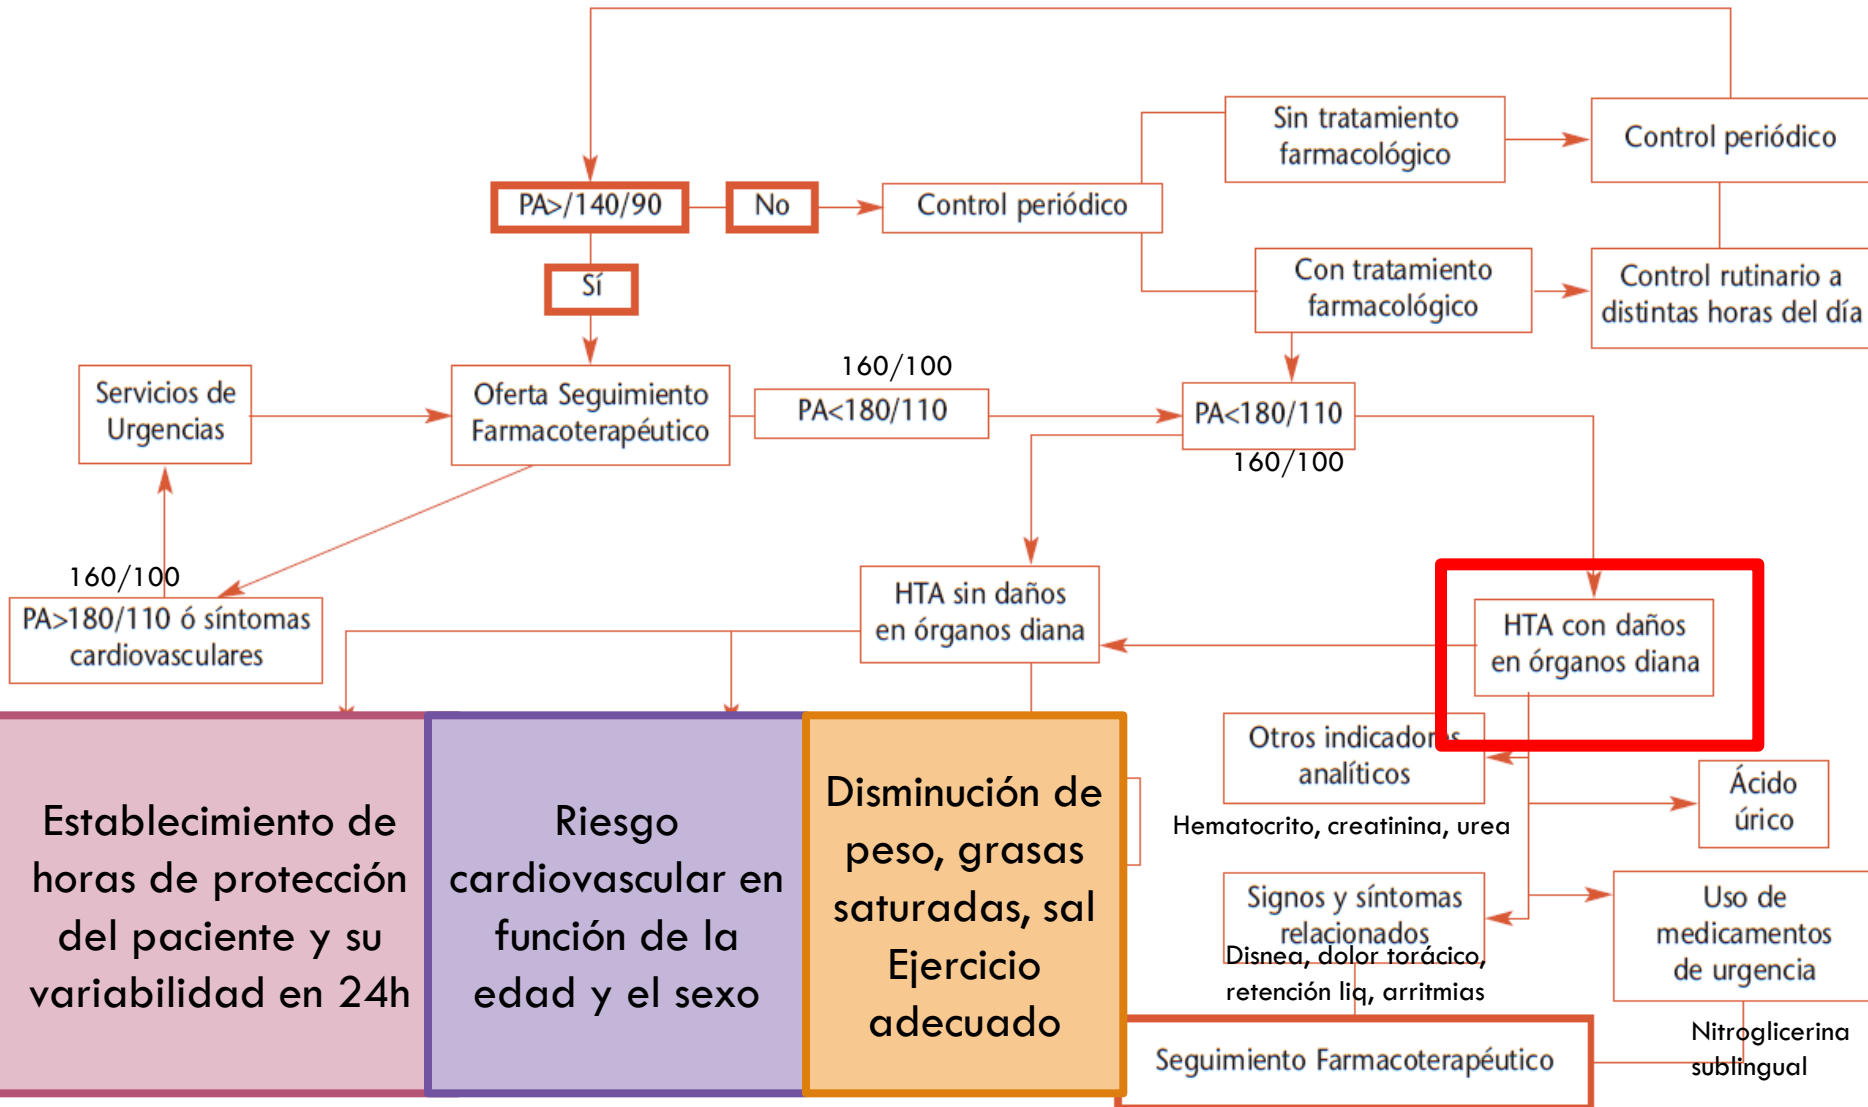 Sin tratamiento
farmacológico
Control periódico
PA>/140/90
No
Control periódico
Sí
Con tratamiento
farmacológico
Control rutinario a
distintas horas del día
Servicios de
Urgencias
Oferta Seguimiento
Farmacoterapéutico
160/100
PA<180/110
PA<180/110
160/100
160/100
PA>180/110 ó síntomas
cardiovasculares
HTA sin daños
en órganos diana
HTA con daños
en órganos diana
Establecimiento de
horas de protección
del paciente y su
variabilidad en 24h
Riesgo
cardiovascular en
función de la
edad y el sexo
Disminución de
peso, grasas
saturadas, sal
Ejercicio
adecuado
Otros indicadores
analíticos
Hematocrito, creatinina, urea
Ácido
úrico
Signos y síntomas
relacionados
Disnea, dolor torácico,
retención liq, arritmias
Uso de
medicamentos
de urgencia
Nitroglicerina
sublingual
Seguimiento Farmacoterapéutico